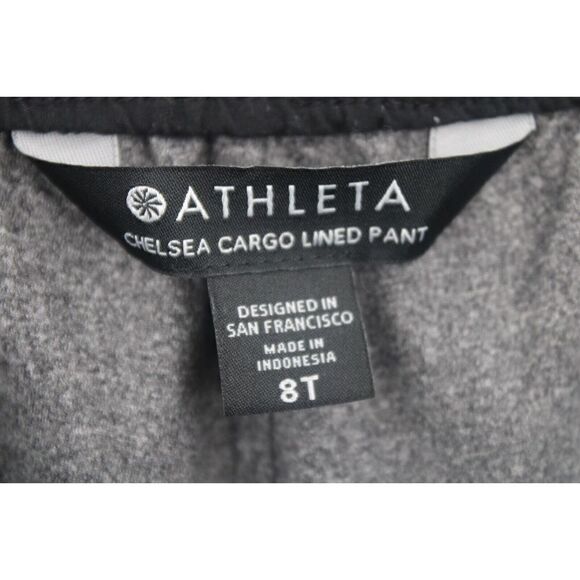 ATHLETA
CHELSEA CARGO LINED PANT
DESIGNED IN
SAN FRANCISCO
MADE IN
INDONESIA
8T